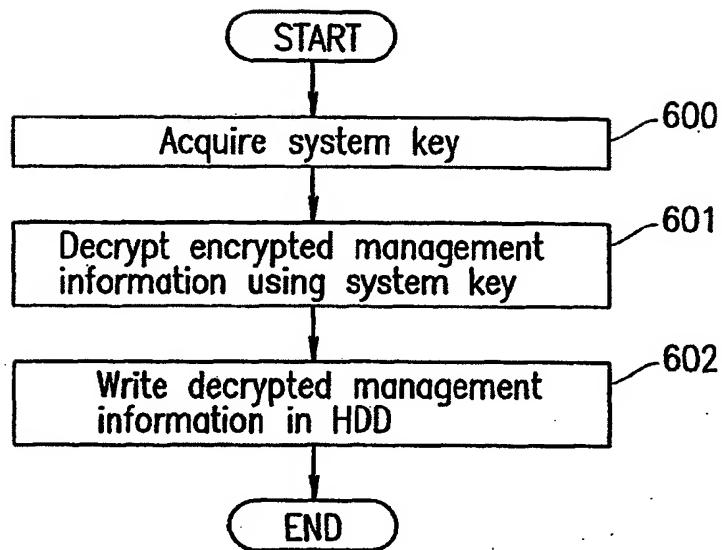 START
Acquire system key
600
Decrypt encrypted management
information using system key
601
Write decrypted management
information in HDD
602
END